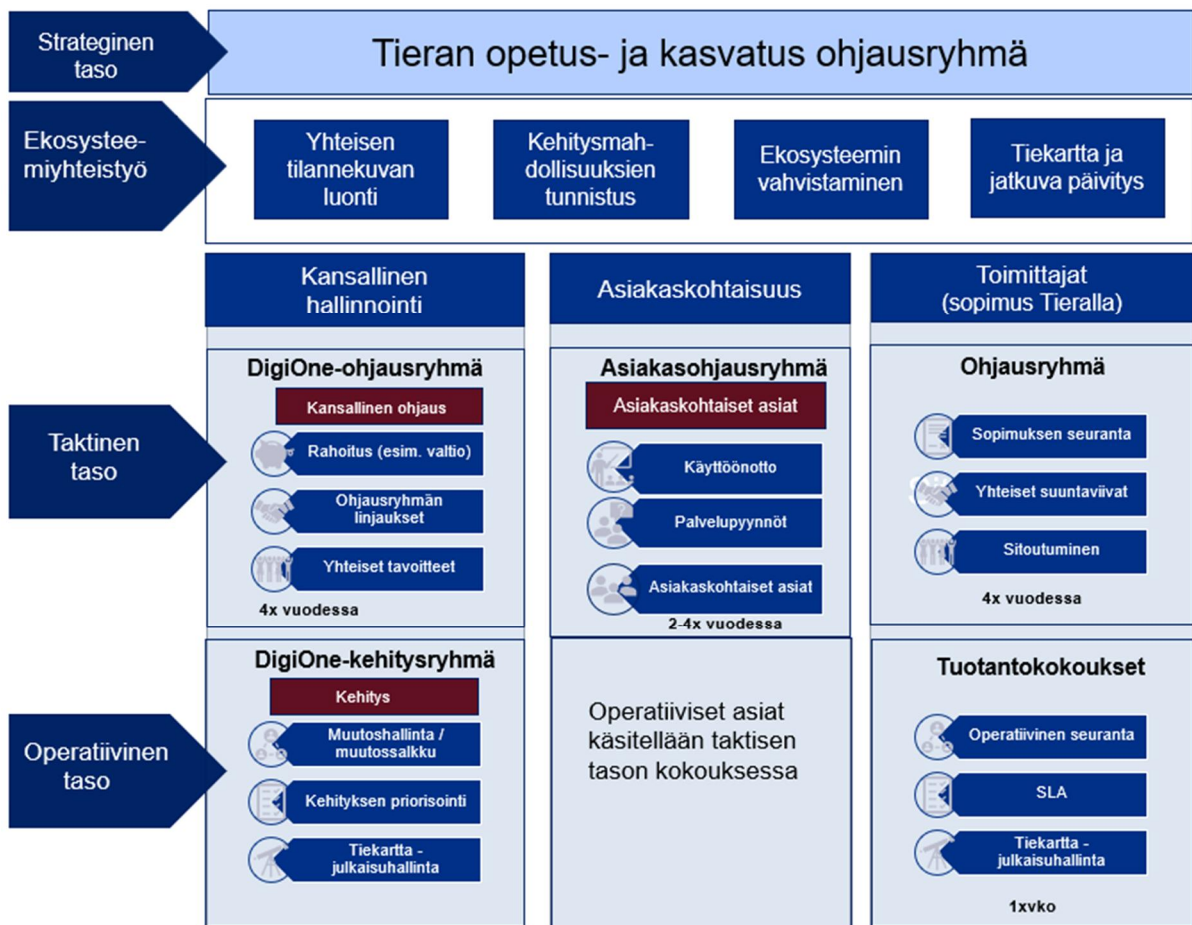 Strateginen
taso
Tieran opetus- ja kasvatus ohjausryhmä
Ekosystee-
miyhteistyö
Yhteisen
tilannekuvan
luonti
Kehitysmah-
dollisuuksien
tunnistus
Ekosysteemin
vahvistaminen
Tiekartta ja
jatkuva päivitys
Kansallinen
hallinnointi
Asiakaskohtaisuus
Toimittajat
(sopimus Tieralla)
Taktinen
taso
DigiOne-ohjausryhmä
Kansallinen ohjaus
Rahoitus (esim. valtio)
Ohjausryhmän
linjaukset
Yhteiset tavoitteet
4x vuodessa
Asiakasohjausryhmä
Asiakaskohtaiset asiat
Käyttöönotto
Palvelupyynnöt
Asiakaskohtaiset asiat
2-4x vuodessa
Ohjausryhmä
Sopimuksen seuranta
Yhteiset suuntaviivat
Sitoutuminen
4x vuodessa
Operatiivinen
taso
DigiOne-kehitysryhmä
Kehitys
Muutoshallinta /
muutossalkku
Kehityksen priorisointi
Tiekartta -
julkaisuhallinta
Operatiiviset asiat
käsitellään taktisen
tason kokouksessa
Tuotantokokoukset
Operatiivinen seuranta
SLA
Tiekartta -
julkaisuhallinta
1xvko